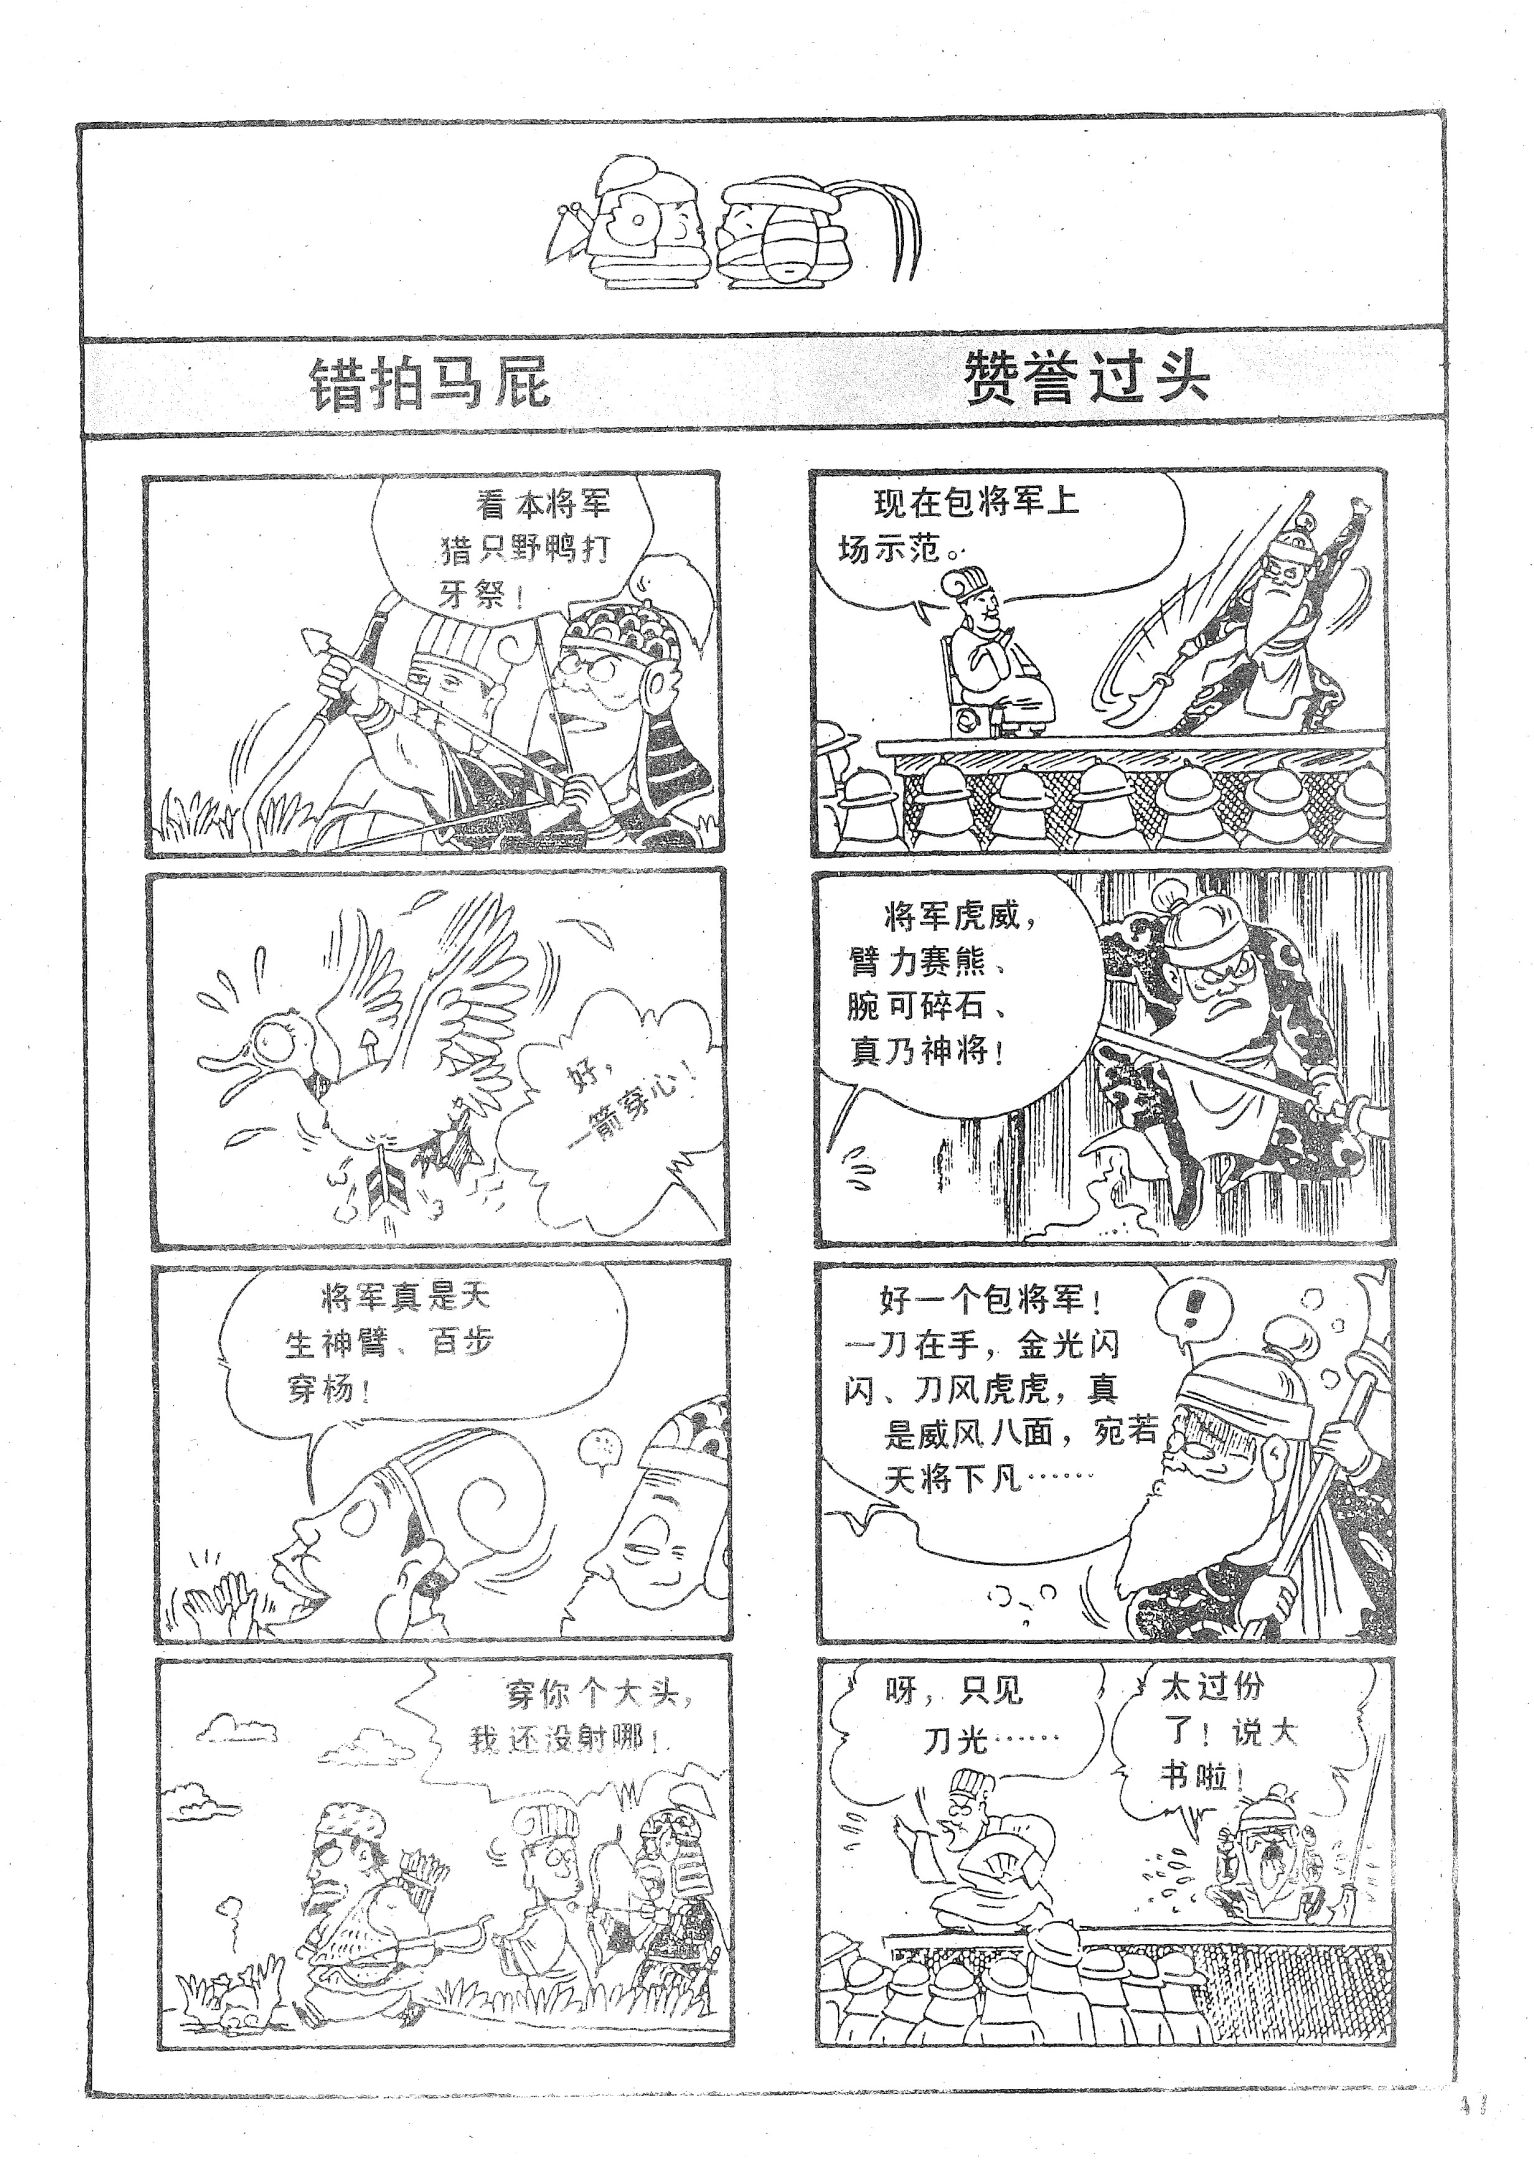 错拍马屁
看本将军
猎只野鸭打
牙祭！
好，
一箭穿心！
将军真是天
生神臂、百步
穿杨！
穿你个大头，
我还没射哪！
赞誉过头
现在包将军上
场示范。
将军虎威，
臂力赛熊、
腕可碎石、
真乃神将！
好一个包将军！
一刀在手，金光闪
闪、刀风虎虎，真
是威风八面，宛若
天将下凡……
呀，只见
刀光……
太过份
了！说大
书啦！